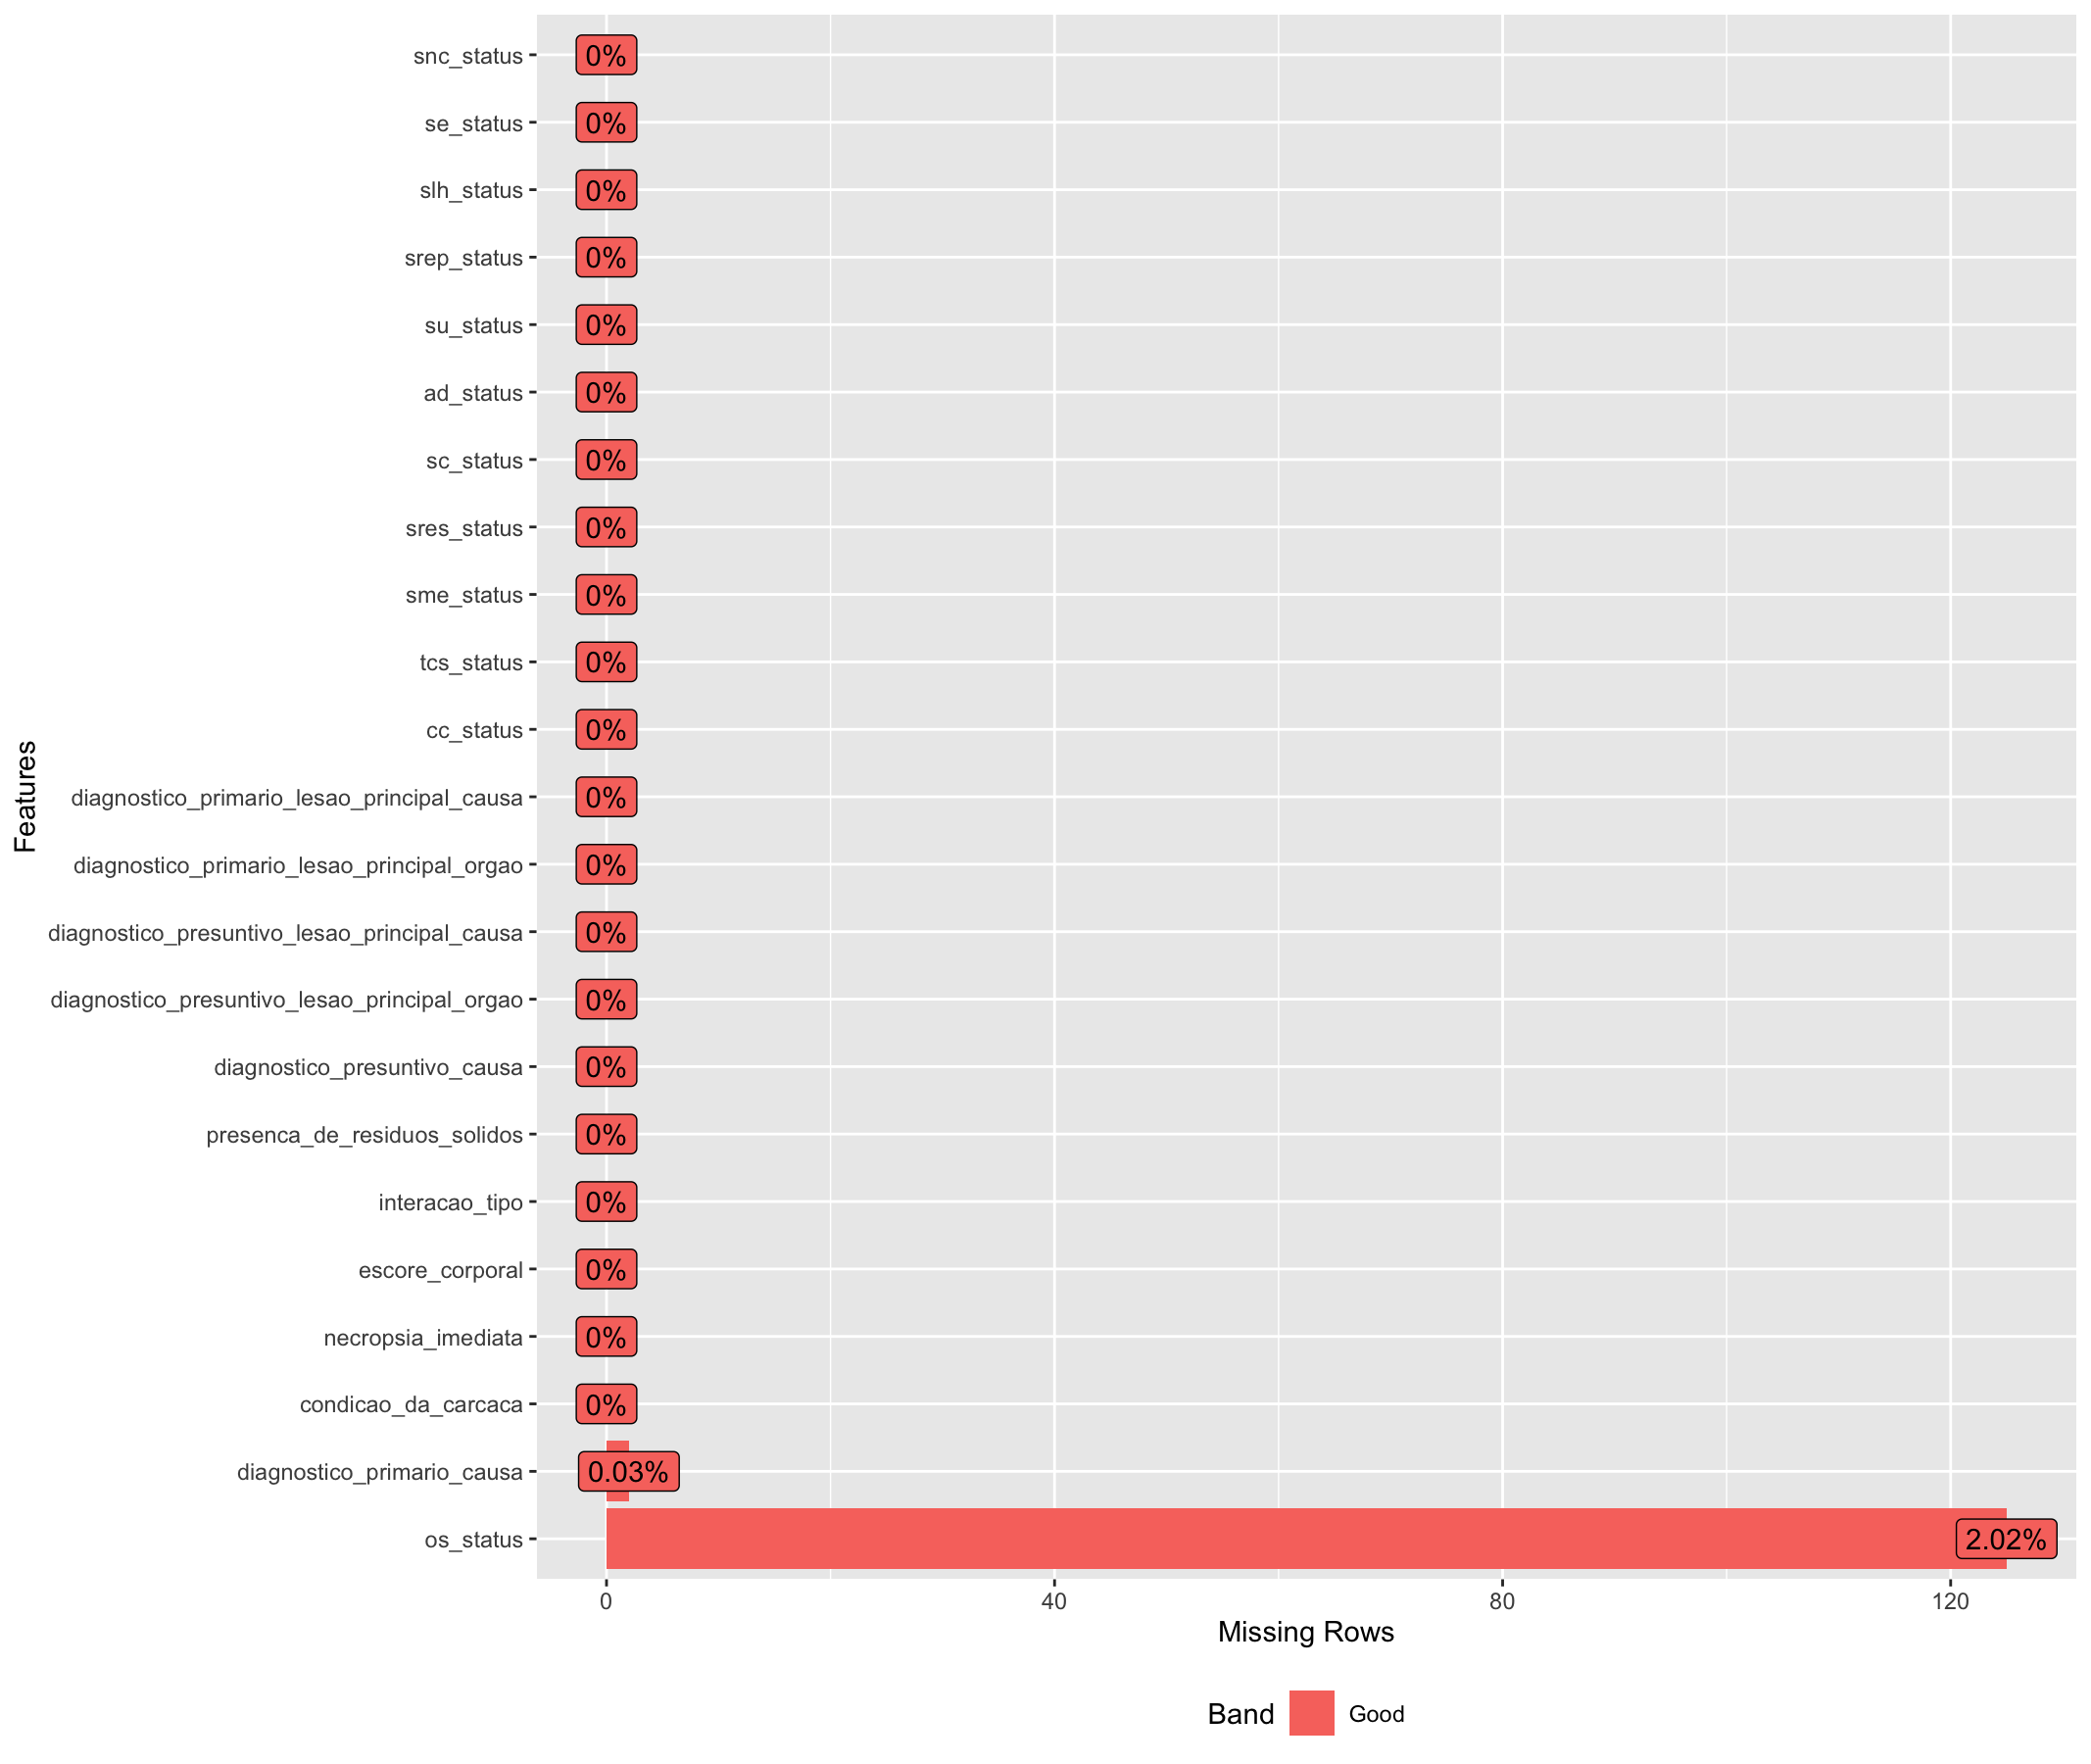 snc_status 0%
se_status 0%
slh_status 0%
srep_status 0%
su_status 0%
ad_status 0%
sc_status 0%
sres_status 0%
sme_status 0%
tcs_status 0%
cc_status 0%
diagnostico_primario_lesao_principal_causa 0%
diagnostico_primario_lesao_principal_orgao 0%
diagnostico_presuntivo_lesao_principal_causa 0%
diagnostico_presuntivo_lesao_principal_orgao 0%
diagnostico_presuntivo_causa 0%
presenca_de_residuos_solidos 0%
interacao_tipo 0%
escore_corporal 0%
necropsia_imediata 0%
condicao_da_carcaca 0%
diagnostico_primario_causa 0.03%
os_status 2.02%
Features
0 40 80 120
Missing Rows
Band Good